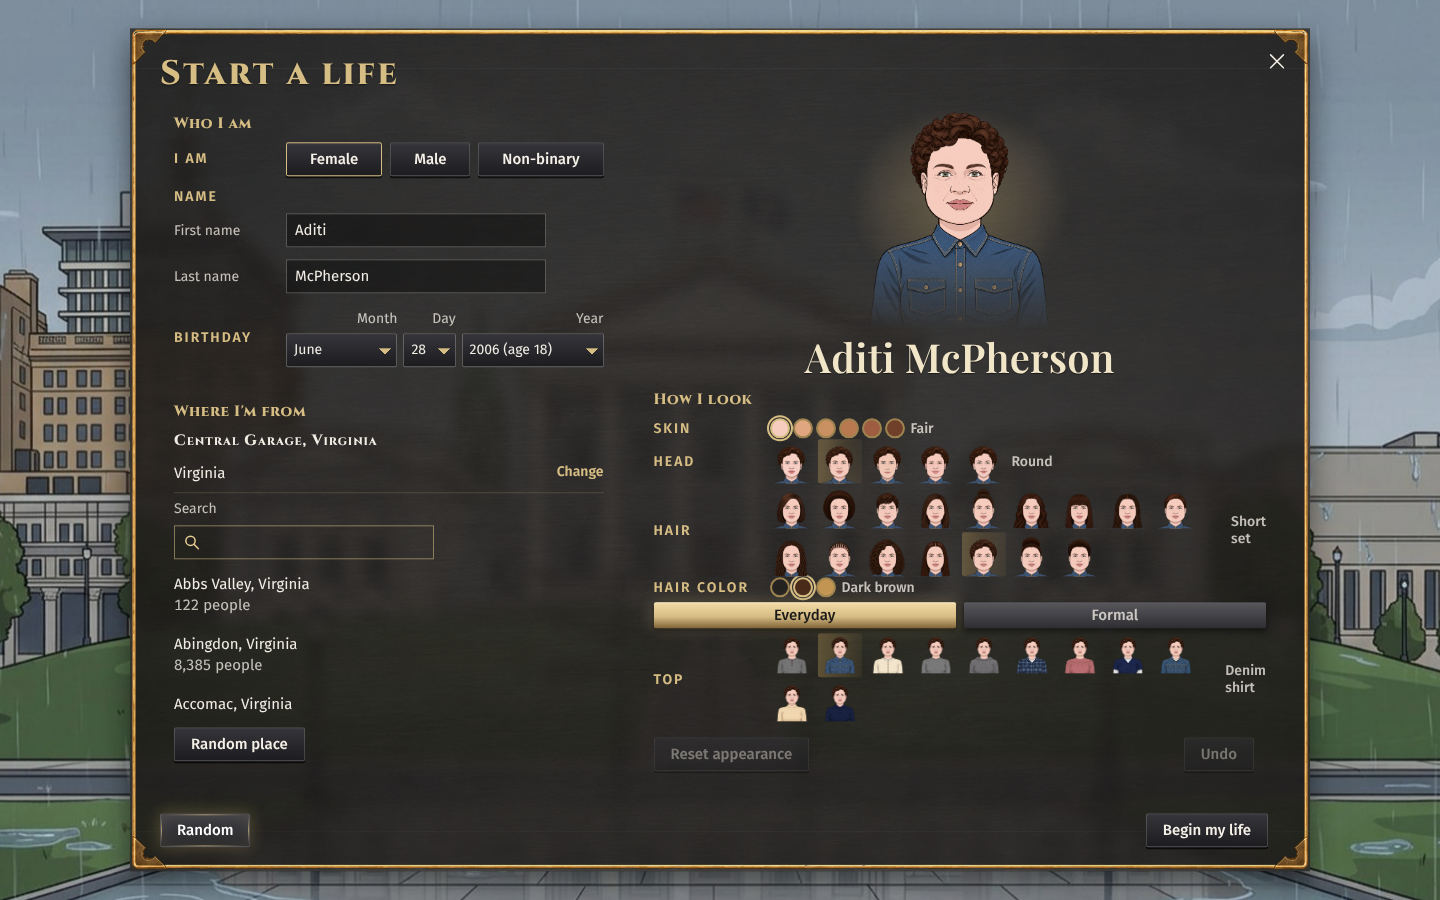 Start a life
Who I am
I AM
Female
Male
Non-binary
NAME
First name
Aditi
Last name
McPherson
Month
Day
Year
BIRTHDAY
June
28
2006 (age 18)
Where I'm from
Central Garage, Virginia
Virginia
Change
Search
Abbs Valley, Virginia
122 people
Abingdon, Virginia
8,385 people
Accomac, Virginia
Random place
Random
Aditi McPherson
How I look
SKIN
Fair
HEAD
Round
HAIR
Short
set
HAIR COLOR
Dark brown
Everyday
Formal
TOP
Denim
shirt
Reset appearance
Undo
Begin my life